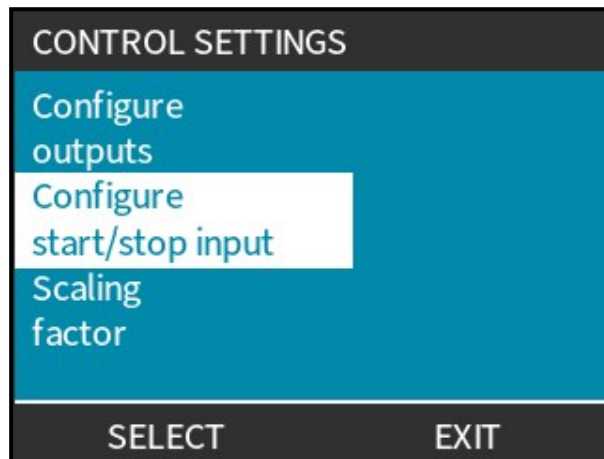 CONTROL SETTINGS
Configure
outputs
Configure
start/stop input
Scaling
factor
SELECT EXIT